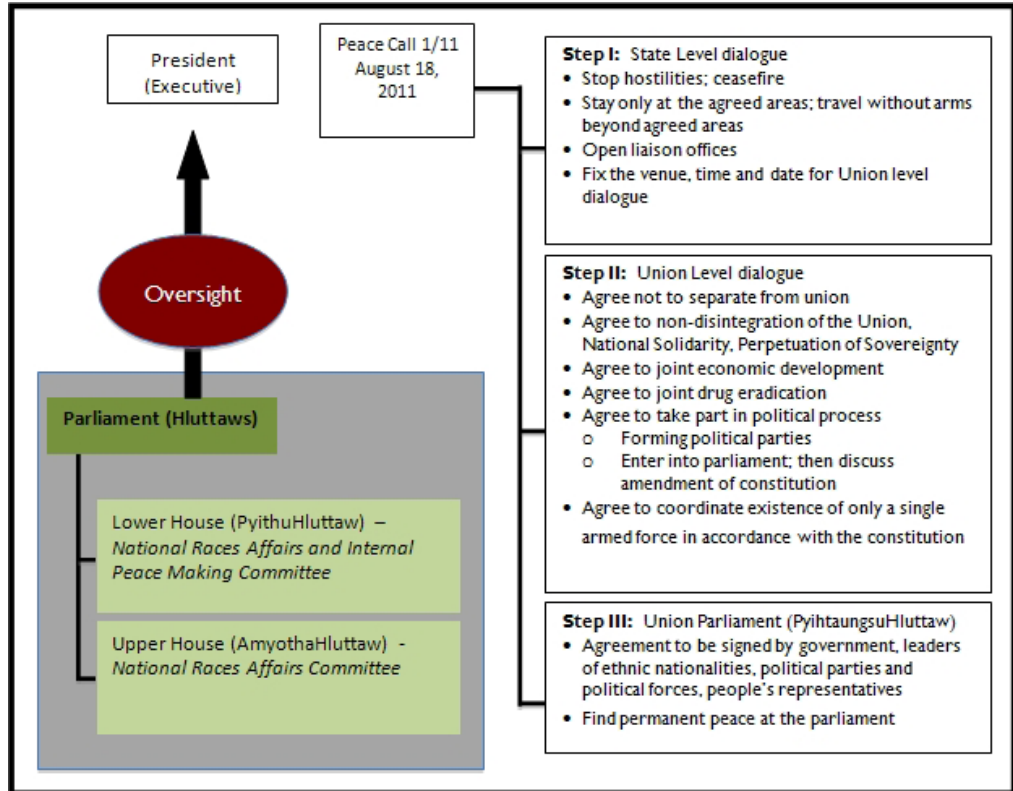 President
(Executive)
Oversight
Parliament (Hluttaws)
Lower House (PyithuHluttaw) –
National Races Affairs and Internal
Peace Making Committee
Upper House (AmyothaHluttaw) -
National Races Affairs Committee
Peace Call 1/11
August 18,
2011
Step I: State Level dialogue
• Stop hostilities; ceasefire
• Stay only at the agreed areas; travel without arms
beyond agreed areas
• Open liaison offices
• Fix the venue, time and date for Union level
dialogue
Step II: Union Level dialogue
• Agree not to separate from union
• Agree to non-disintegration of the Union,
National Solidarity, Perpetuation of Sovereignty
• Agree to joint economic development
• Agree to joint drug eradication
• Agree to take part in political process
o Forming political parties
o Enter into parliament; then discuss
amendment of constitution
• Agree to coordinate existence of only a single
armed force in accordance with the constitution
Step III: Union Parliament (PyihtaungsuHluttaw)
• Agreement to be signed by government, leaders
of ethnic nationalities, political parties and
political forces, people's representatives
• Find permanent peace at the parliament